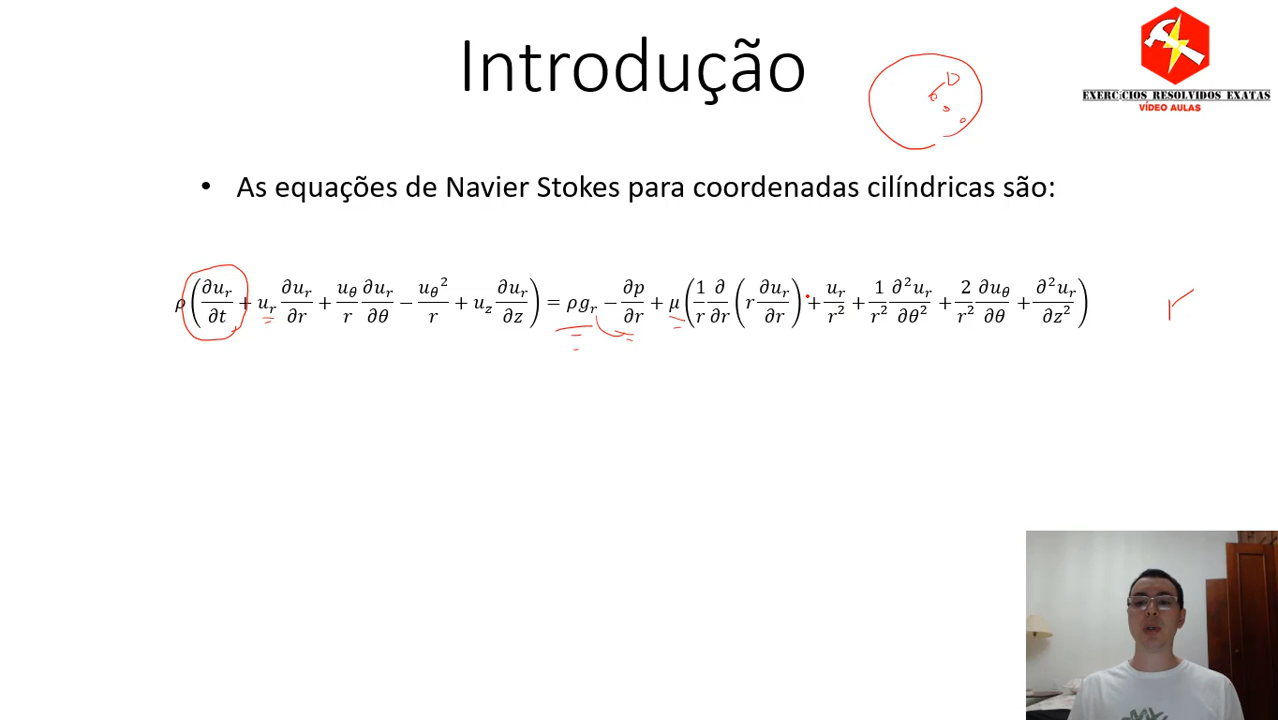 Introdução
EXERCíCIOS RESOLVIDOS EXATAS
VÍDEO AULAS
D
• As equações de Navier Stokes para coordenadas cilíndricas são:
ρ(∂u_r/∂t + u_r ∂u_r/∂r + u_θ/r ∂u_r/∂θ − u_θ²/r + u_z ∂u_r/∂z) = ρg_r − ∂p/∂r + μ(1/r ∂/∂r (r ∂u_r/∂r) + u_r/r² + 1/r² ∂²u_r/∂θ² + 2/r² ∂u_θ/∂θ + ∂²u_r/∂z²)
r